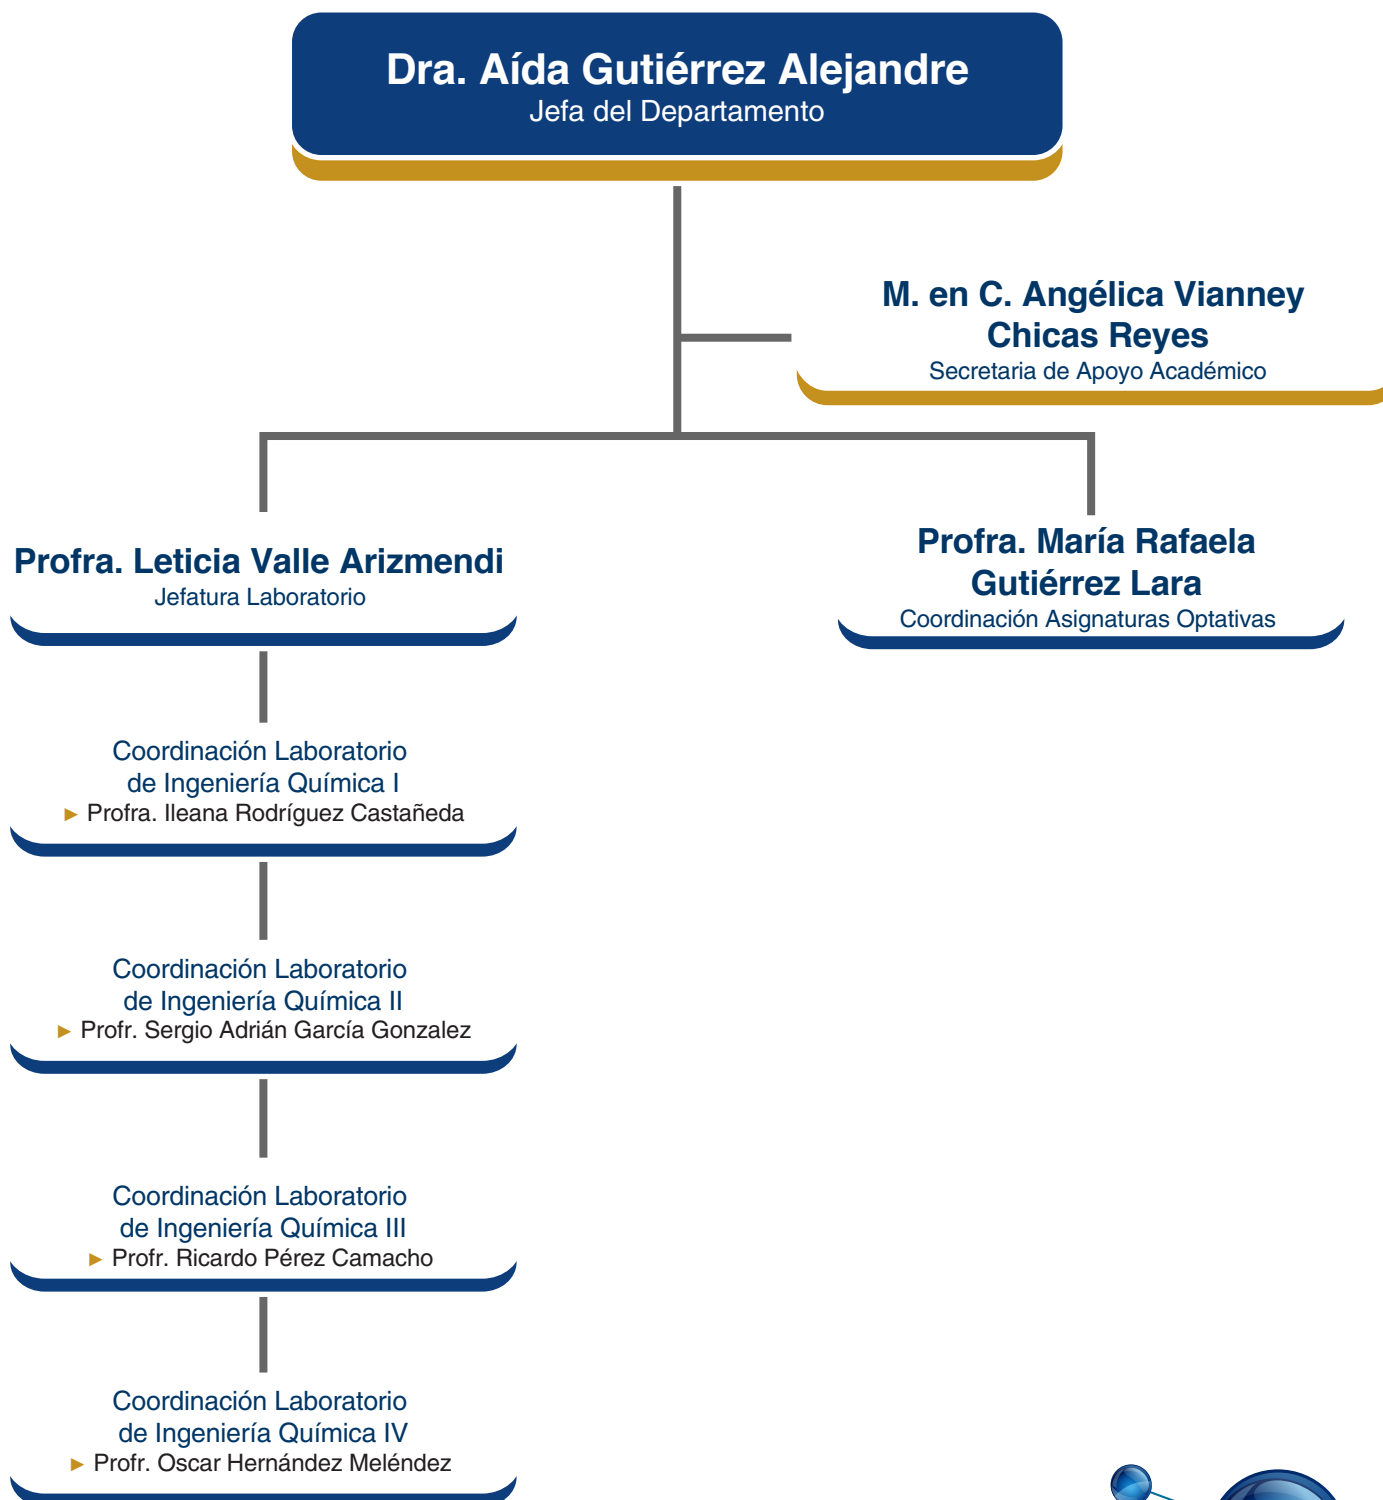 Dra. Aída Gutiérrez Alejandre
Jefa del Departamento
M. en C. Angélica Vianney
Chicas Reyes
Secretaria de Apoyo Académico
Profra. Leticia Valle Arizmendi
Jefatura Laboratorio
Profra. María Rafaela
Gutiérrez Lara
Coordinación Asignaturas Optativas
Coordinación Laboratorio
de Ingeniería Química I
► Profra. Ileana Rodríguez Castañeda
Coordinación Laboratorio
de Ingeniería Química II
► Profr. Sergio Adrián García Gonzalez
Coordinación Laboratorio
de Ingeniería Química III
► Profr. Ricardo Pérez Camacho
Coordinación Laboratorio
de Ingeniería Química IV
► Profr. Oscar Hernández Meléndez